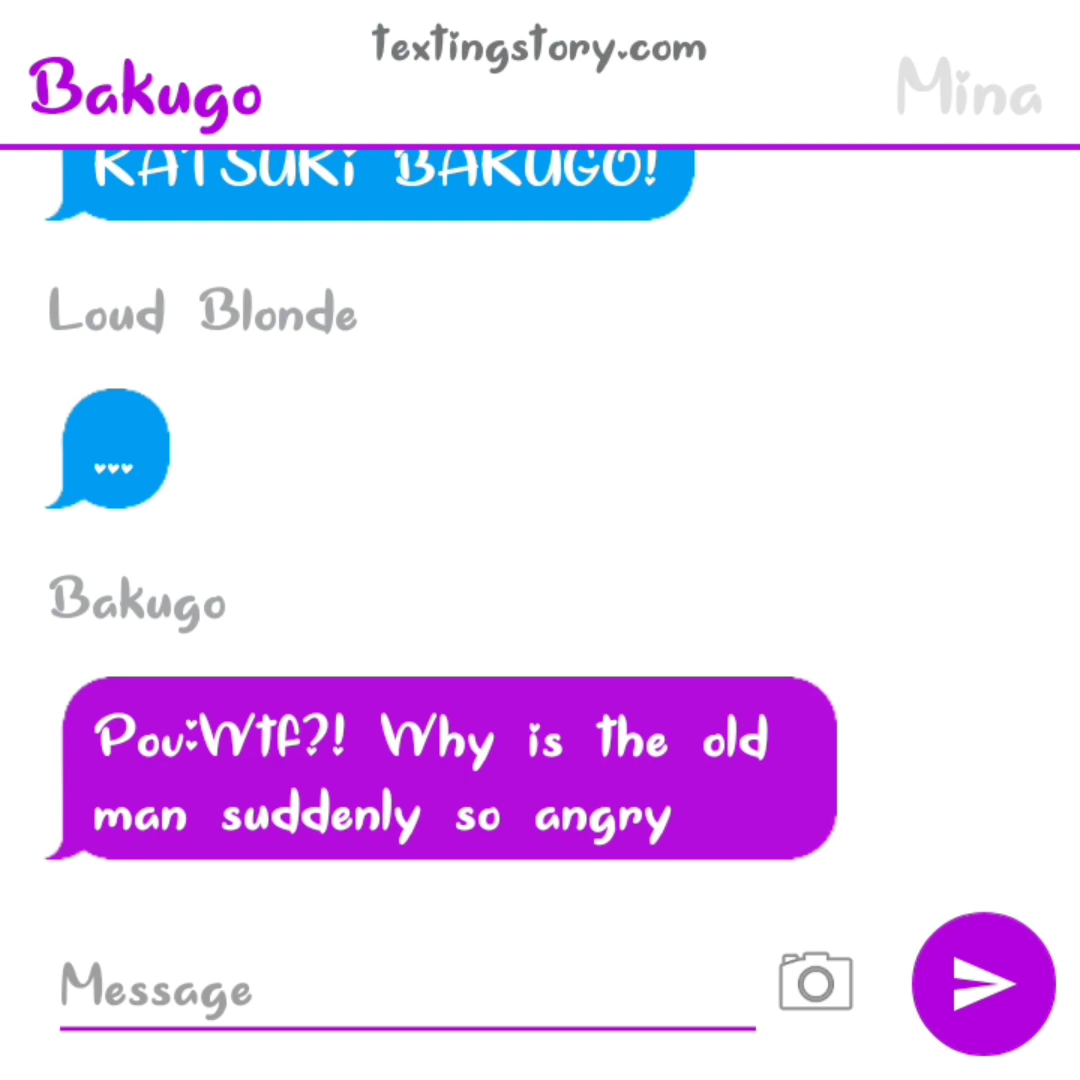 textingstory.com
Bakugo
Mina
KATSUKi BAKUGO!
Loud Blonde
...
Bakugo
Pov:Wtf?! Why is the old
man suddenly so angry
Message